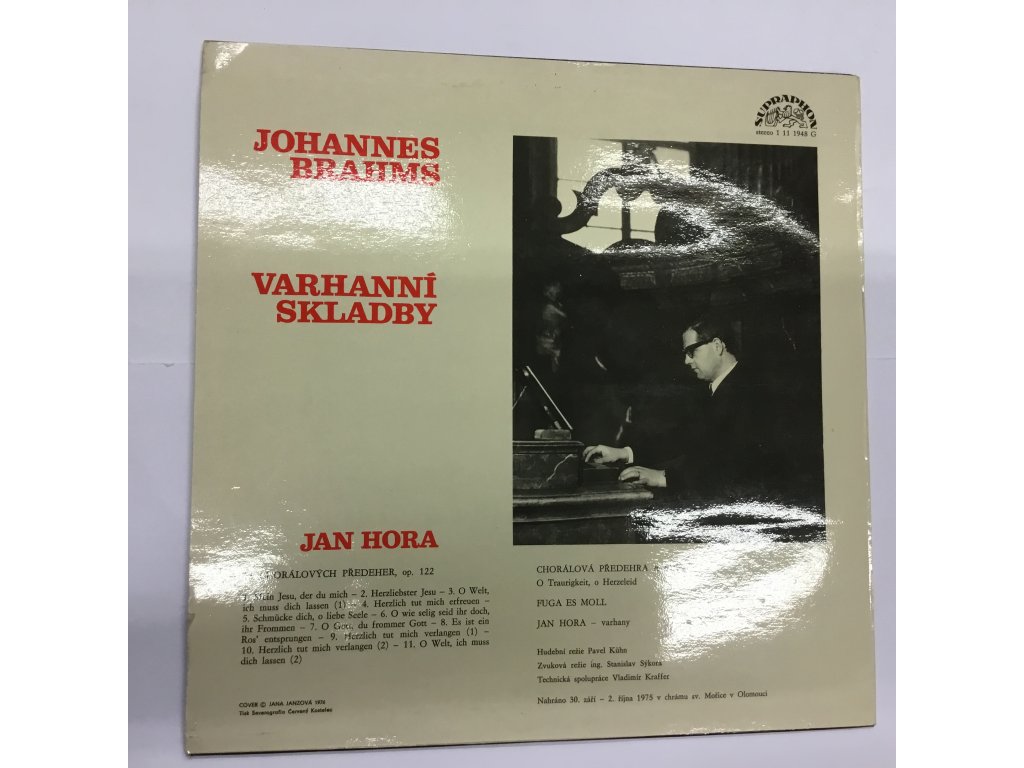 SUPRAPHON
stereo 1 11 1948 G
JOHANNES
BRAHMS
VARHANNÍ
SKLADBY
JAN HORA
CHORÁLOVÝCH PŘEDEHER, op. 122
1. Mein Jesu, der du mich – 2. Herzliebster Jesu – 3. O Welt,
ich muss dich lassen (1) – 4. Herzlich tut mich erfreuen –
5. Schmücke dich, o liebe Seele – 6. O wie selig seid ihr doch,
ihr Frommen – 7. O Gott, du frommer Gott – 8. Es ist ein
Ros' entsprungen – 9. Herzlich tut mich verlangen (1) –
10. Herzlich tut mich verlangen (2) – 11. O Welt, ich muss
dich lassen (2)
COVER © JANA JANZOVÁ 1976
Tisk Severografia Červený Kostelec
CHORÁLOVÁ PŘEDEHRA
O Traurigkeit, o Herzeleid
FUGA ES MOLL
JAN HORA – varhany
Hudební režie Pavel Kühn
Zvuková režie ing. Stanislav Sýkora
Technická spolupráce Vladimír Kraffer
Nahráno 30. září – 2. října 1975 v chrámu sv. Mořice v Olomouci